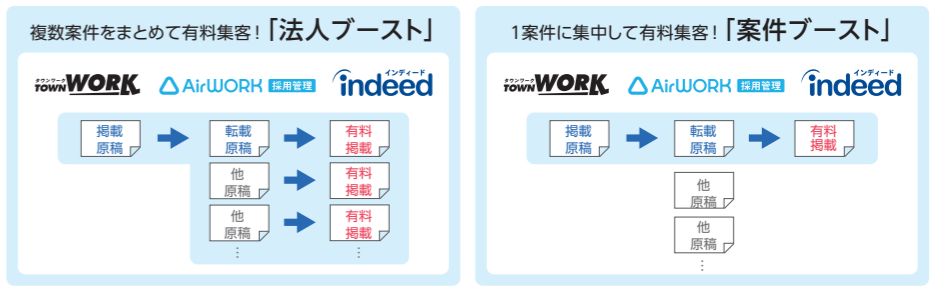 複数案件をまとめて有料集客！「法人ブースト」
タウンワーク
TOWN WORK
AirWORK 採用管理
インディード
indeed
掲載
原稿
転載
原稿
有料
掲載
他
原稿
有料
掲載
他
原稿
有料
掲載
⋮
⋮
1案件に集中して有料集客！「案件ブースト」
タウンワーク
TOWN WORK
AirWORK 採用管理
インディード
indeed
掲載
原稿
転載
原稿
有料
掲載
他
原稿
他
原稿
⋮